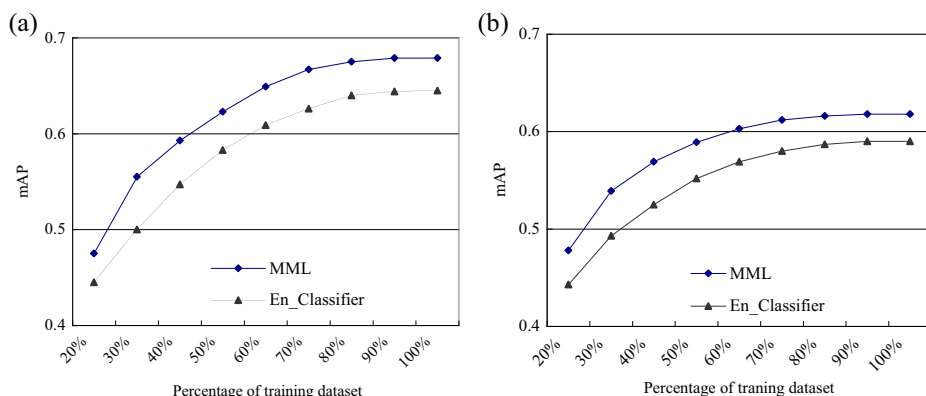 (a)
0.7
0.6
0.5
0.4
mAP
MML
En_Classifier
20% 30% 40% 50% 60% 70% 80% 90% 100%
Percentage of training dataset
(b)
0.7
0.6
0.5
0.4
mAP
MML
En_Classifier
20% 30% 40% 50% 60% 70% 80% 90% 100%
Percentage of traning dataset